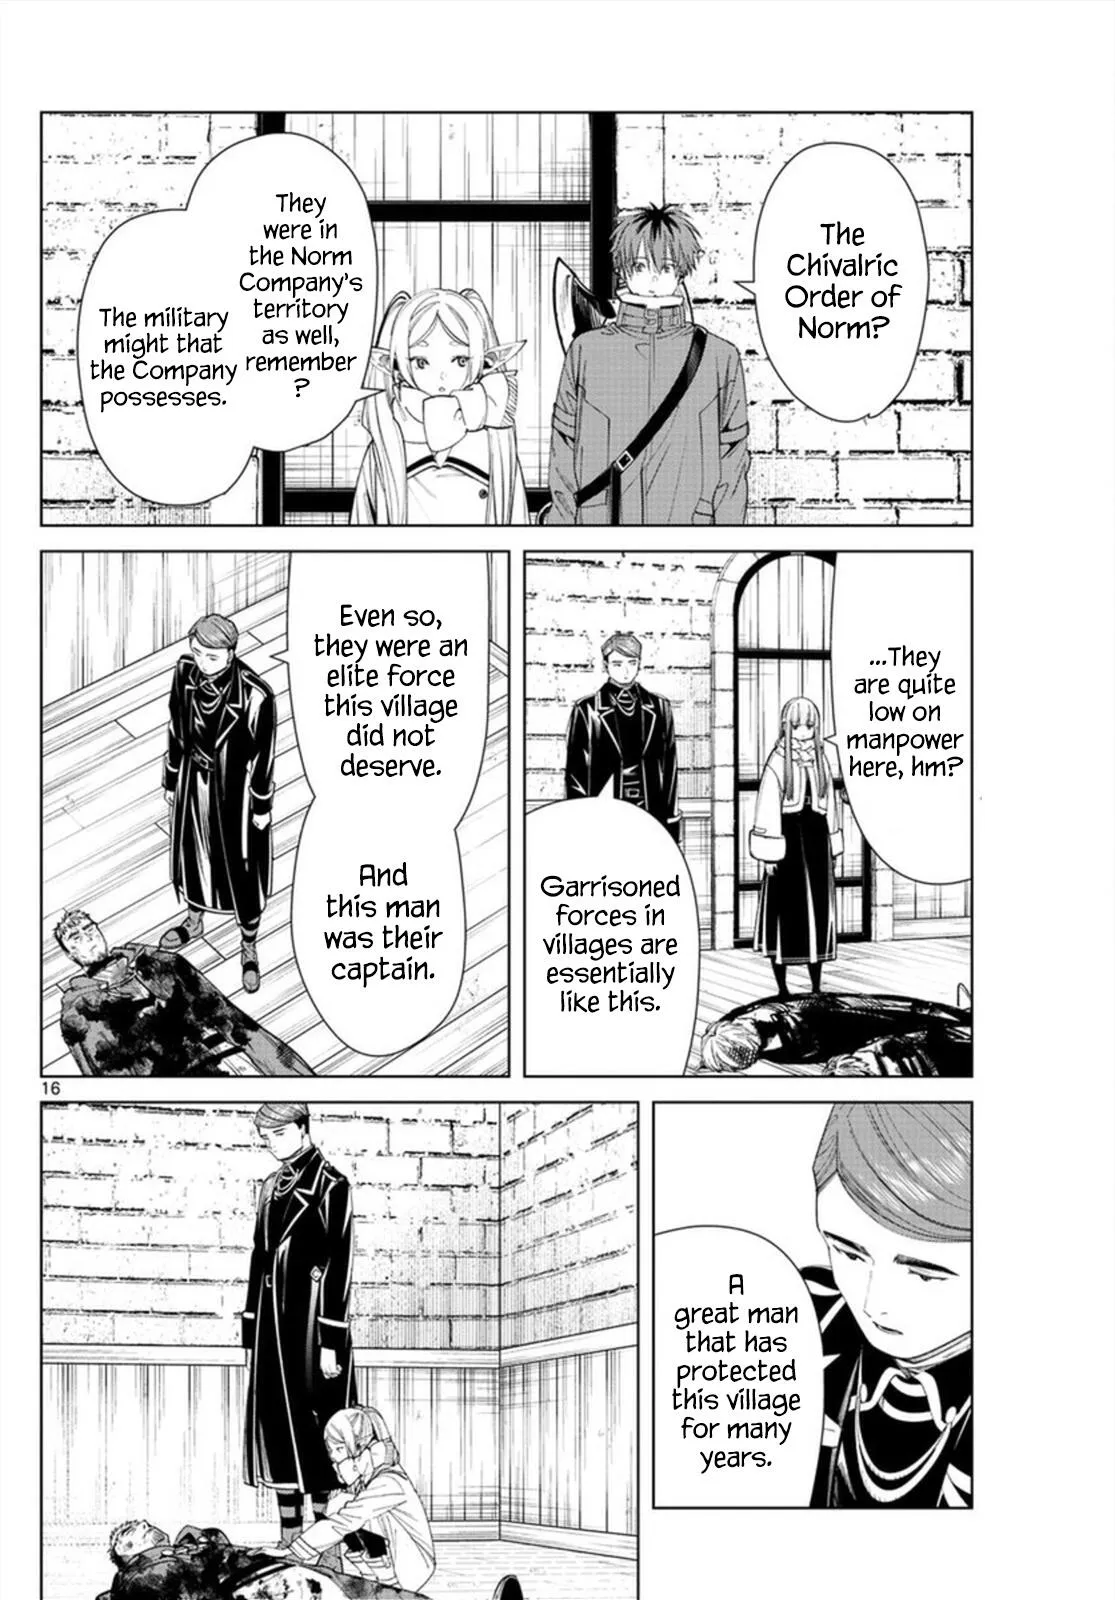 The
Chivalric
Order of
Norm?
They
were in
the Norm
Company's
territory
as well,
remember
?
The military
might that
the Company
possesses.
...They
are quite
low on
manpower
here, hm?
Garrisoned
forces in
villages are
essentially
like this.
Even so,
they were an
elite force
this village
did not
deserve.
And
this man
was their
captain.
16
A
great man
that has
protected
this village
for many
years.